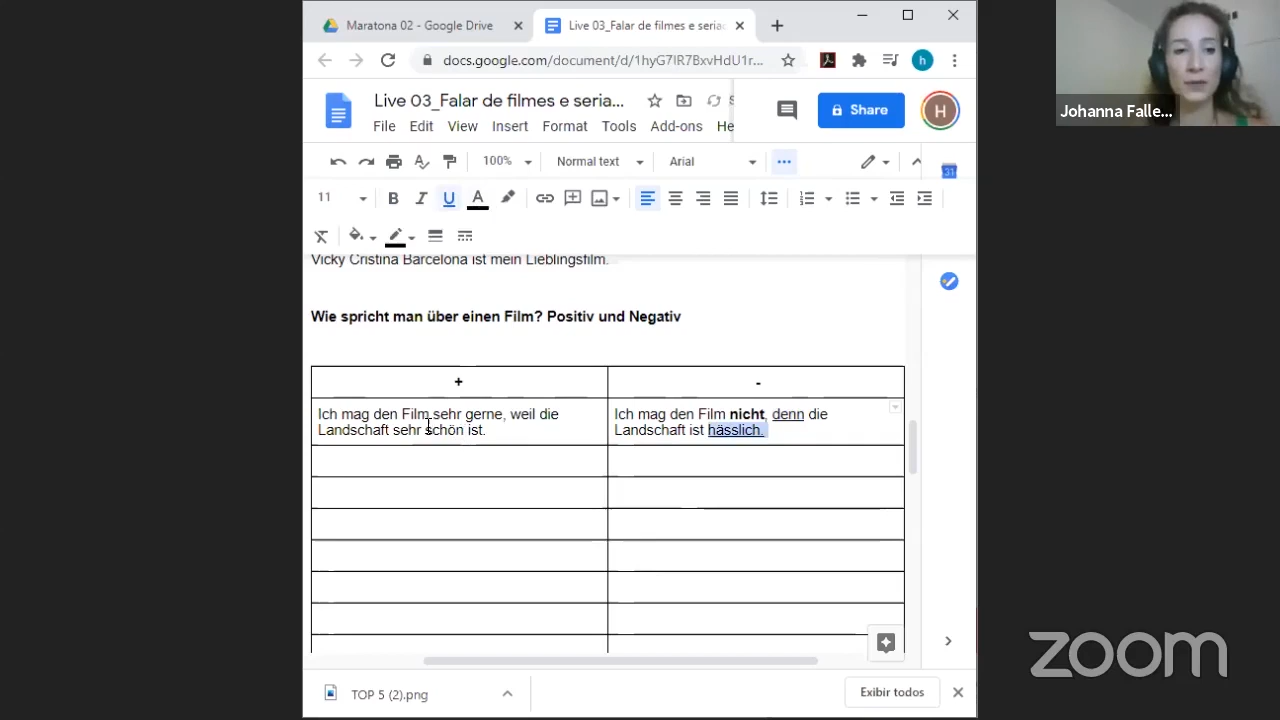 Maratona 02 - Google Drive
Live 03_Falar de filmes e seriac
docs.google.com/document/d/1hyG7IR7BxvHdU1r...
h
Live 03_Falar de filmes e seria...
Share
H
File Edit View Insert Format Tools Add-ons He
100% Normal text Arial
31
11 B I U A
Vicky Cristina Barcelona ist mein Lieblingsfilm.
Wie spricht man über einen Film? Positiv und Negativ
+ -
Ich mag den Film sehr gerne, weil die
Landschaft sehr schön ist.
Ich mag den Film nicht, denn die
Landschaft ist hässlich.
TOP 5 (2).png
Exibir todos
Johanna Falle...
zoom